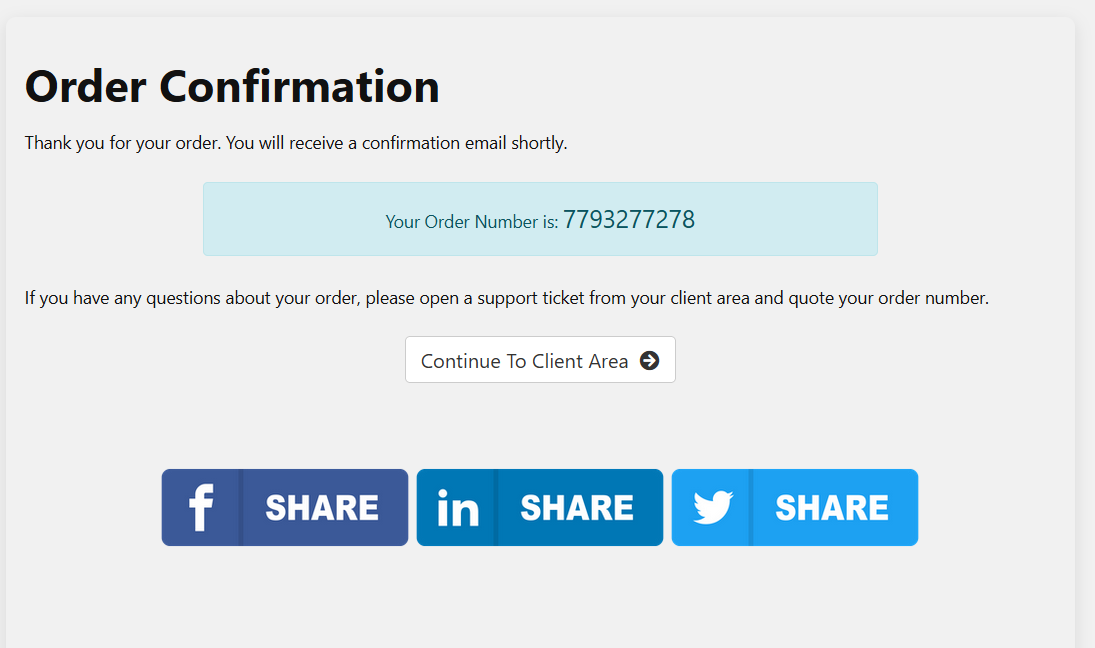 Order Confirmation
Thank you for your order. You will receive a confirmation email shortly.
Your Order Number is: 7793277278
If you have any questions about your order, please open a support ticket from your client area and quote your order number.
Continue To Client Area
f SHARE in SHARE SHARE